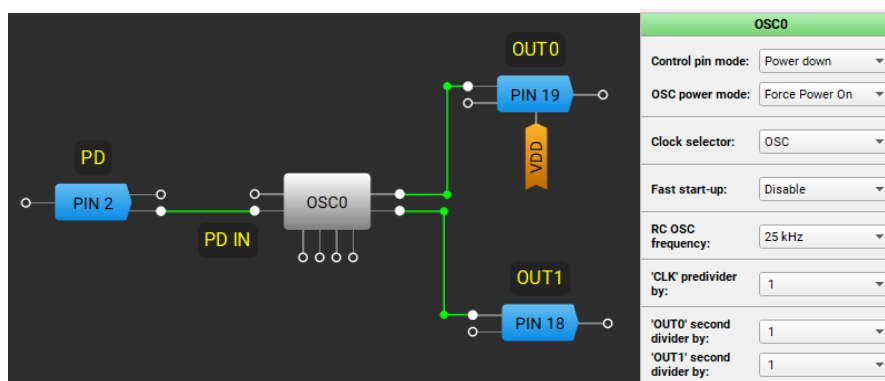 OUT0
PIN 19
VDD
PD
PIN 2
OSC0
PD IN
OUT1
PIN 18
OSC0
Control pin mode: Power down
OSC power mode: Force Power On
Clock selector: OSC
Fast start-up: Disable
RC OSC
frequency: 25 kHz
'CLK' predivider
by: 1
'OUT0' second
divider by: 1
'OUT1' second
divider by: 1